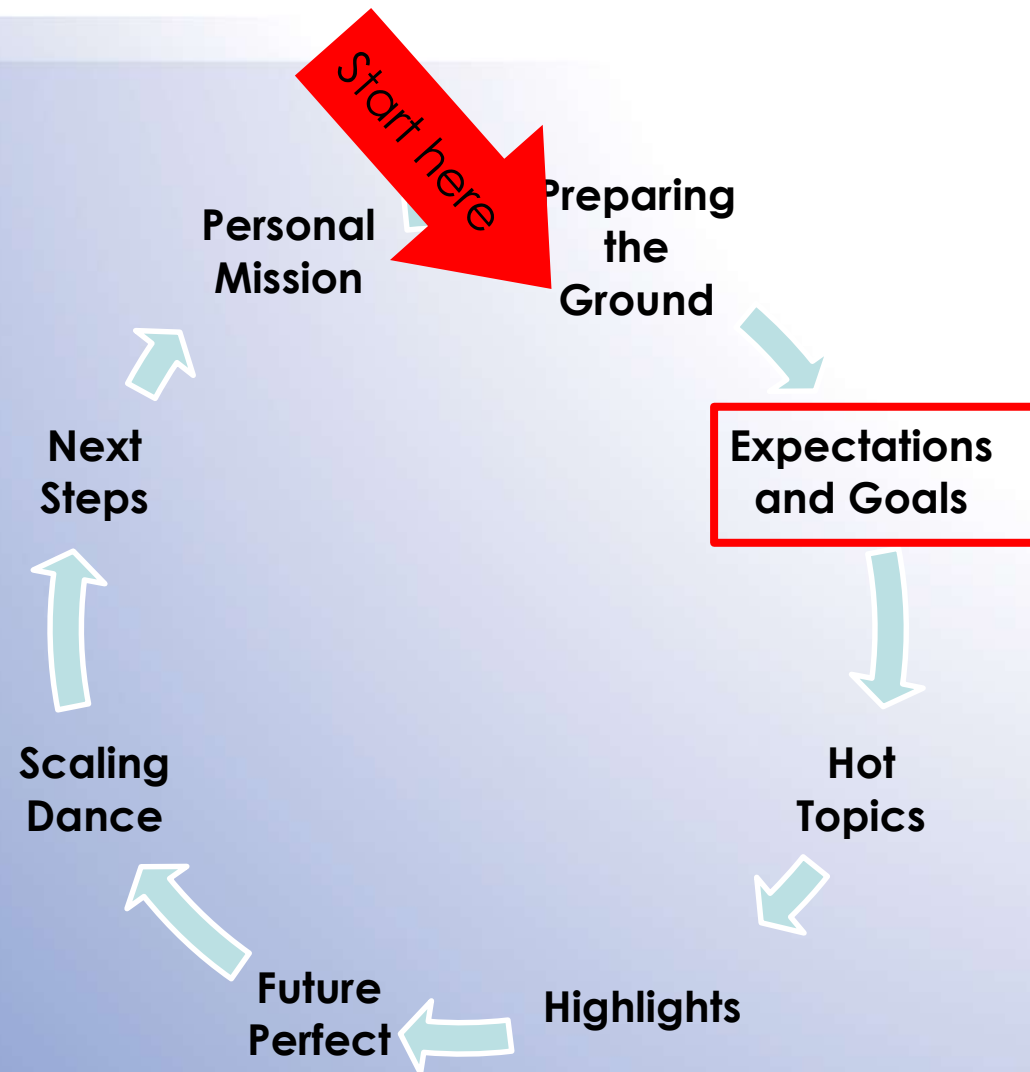 Start here
Preparing
the
Ground
Expectations
and Goals
Hot
Topics
Highlights
Future
Perfect
Scaling
Dance
Next
Steps
Personal
Mission